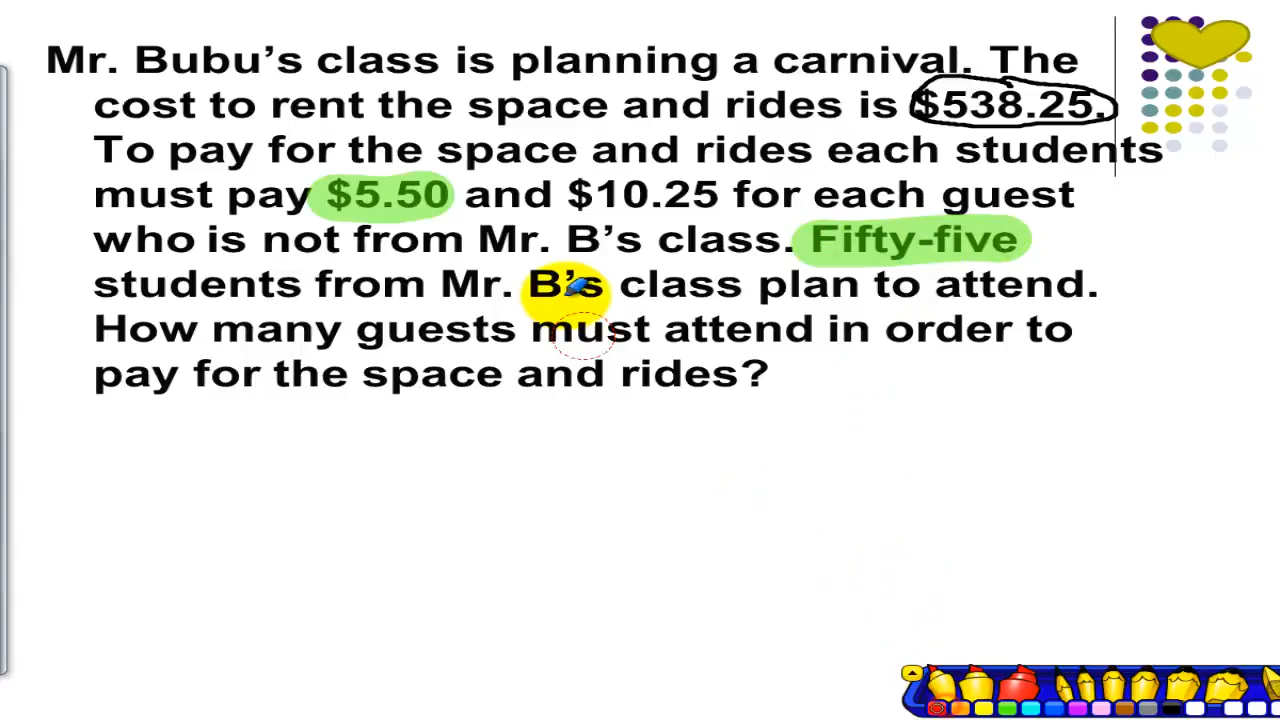 Mr. Bubu’s class is planning a carnival. The
cost to rent the space and rides is $538.25.
To pay for the space and rides each students
must pay $5.50 and $10.25 for each guest
who is not from Mr. B’s class. Fifty-five
students from Mr. B’s class plan to attend.
How many guests must attend in order to
pay for the space and rides?